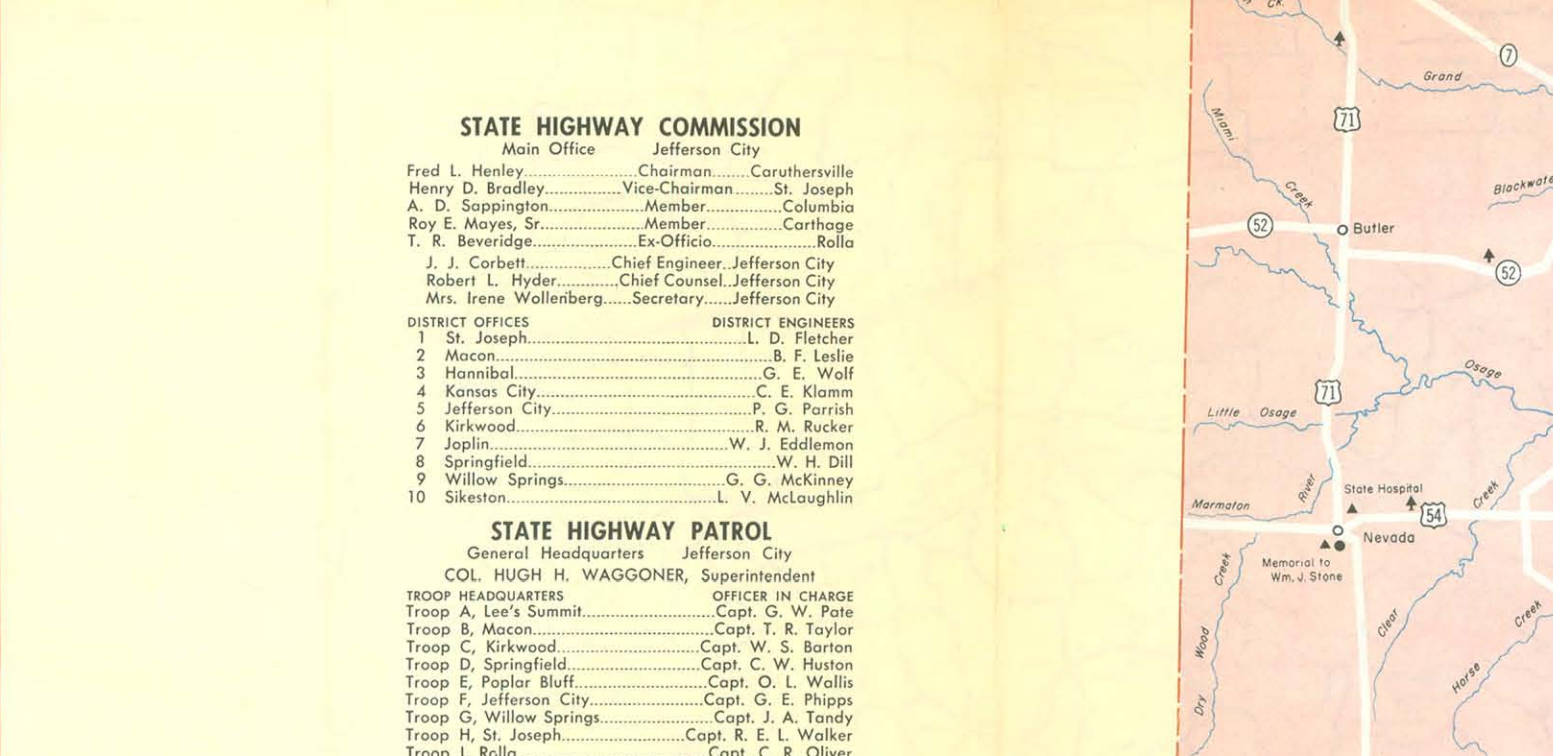 STATE HIGHWAY COMMISSION
Main Office Jefferson City
Fred L. Henley..........................Chairman........Caruthersville
Henry D. Bradley................Vice-Chairman........St. Joseph
A. D. Sappington.....................Member................Columbia
Roy E. Mayes, Sr......................Member................Carthage
T. R. Beveridge.......................Ex-Officio.......................Rolla
J. J. Corbett...................Chief Engineer..Jefferson City
Robert L. Hyder.............Chief Counsel..Jefferson City
Mrs. Irene Wollenberg......Secretary......Jefferson City
DISTRICT OFFICES DISTRICT ENGINEERS
1 St. Joseph................................................L. D. Fletcher
2 Macon............................................................B. F. Leslie
3 Hannibal......................................................G. E. Wolf
4 Kansas City...............................................C. E. Klamm
5 Jefferson City............................................P. G. Parrish
6 Kirkwood....................................................R. M. Rucker
7 Joplin....................................................W. J. Eddlemon
8 Springfield.....................................................W. H. Dill
9 Willow Springs...................................G. G. McKinney
10 Sikeston..............................................L. V. McLaughlin
STATE HIGHWAY PATROL
General Headquarters Jefferson City
COL. HUGH H. WAGGONER, Superintendent
TROOP HEADQUARTERS OFFICER IN CHARGE
Troop A, Lee's Summit.............................Capt. G. W. Pate
Troop B, Macon.......................................Capt. T. R. Taylor
Troop C, Kirkwood...............................Capt. W. S. Barton
Troop D, Springfield.............................Capt. C. W. Huston
Troop E, Poplar Bluff.............................Capt. O. L. Wallis
Troop F, Jefferson City.........................Capt. G. E. Phipps
Troop G, Willow Springs.........................Capt. J. A. Tandy
Troop H, St. Joseph...........................Capt. R. E. L. Walker
Troop I, Rolla..........................................Capt. C. R. Oliver
Ck.
7
Grand
71
Miami
Creek
52
Butler
52
71
Osage
Little Osage
Marmaton
River
State Hospital
54
Creek
Nevada
Memorial to
Wm. J. Stone
Dry Wood Creek
Clear
Horse Creek